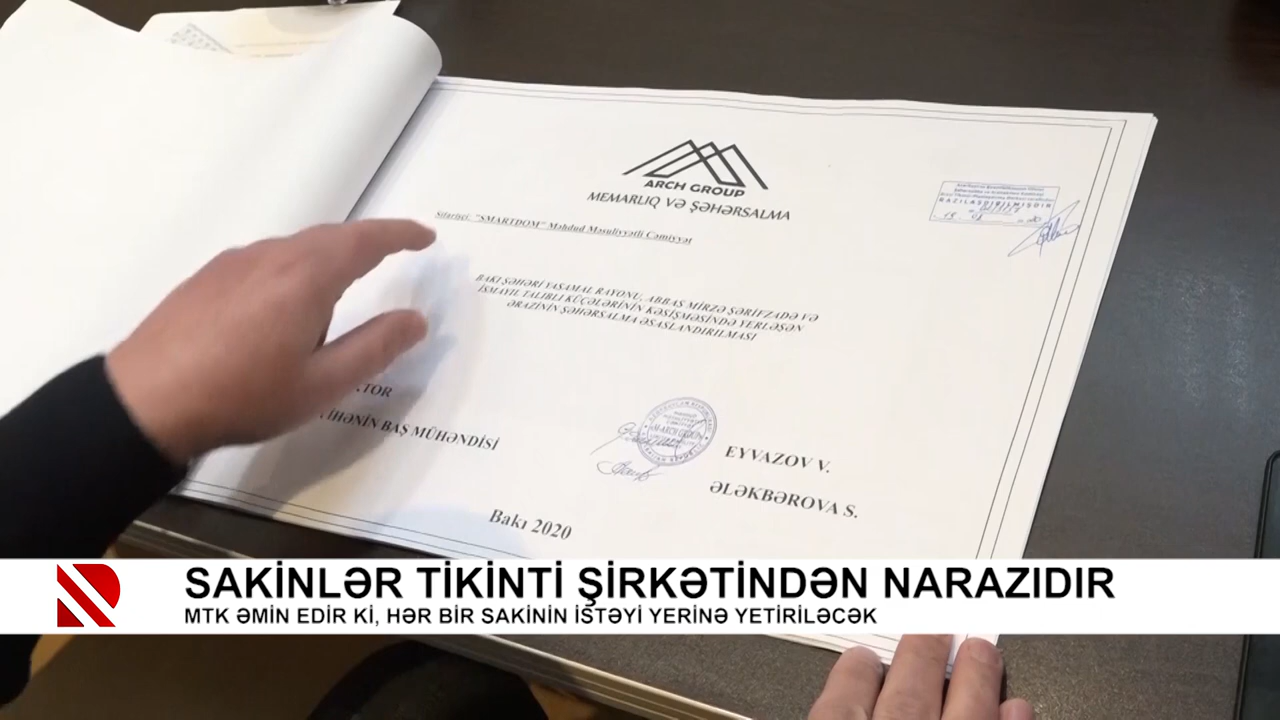 ARCH GROUP
MEMARLIQ VƏ ŞƏHƏRSALMA
Sifarişçi: "SMARTDOM" Məhdud Məsuliyyətli Cəmiyyət
RAZILAŞDIRILMIŞDIR
BAKI ŞƏHƏRİ YASAMAL RAYONU, ABBAS MİRZƏ ŞƏRİFZADƏ VƏ
İSMAYIL TALIBLI KÜÇƏLƏRİNİN KƏSİŞMƏSİNDƏ YERLƏŞƏN
ƏRAZİNİN ŞƏHƏRSALMA ƏSASLANDIRILMASI
BAŞ MÜHƏNDİSİ
EYVAZOV V.
ƏLƏKBƏROVA S.
Bakı 2020
SAKİNLƏR TİKİNTİ ŞİRKƏTİNDƏN NARAZIDIR
MTK ƏMİN EDİR Kİ, HƏR BİR SAKİNİN İSTƏYİ YERİNƏ YETİRİLƏCƏK